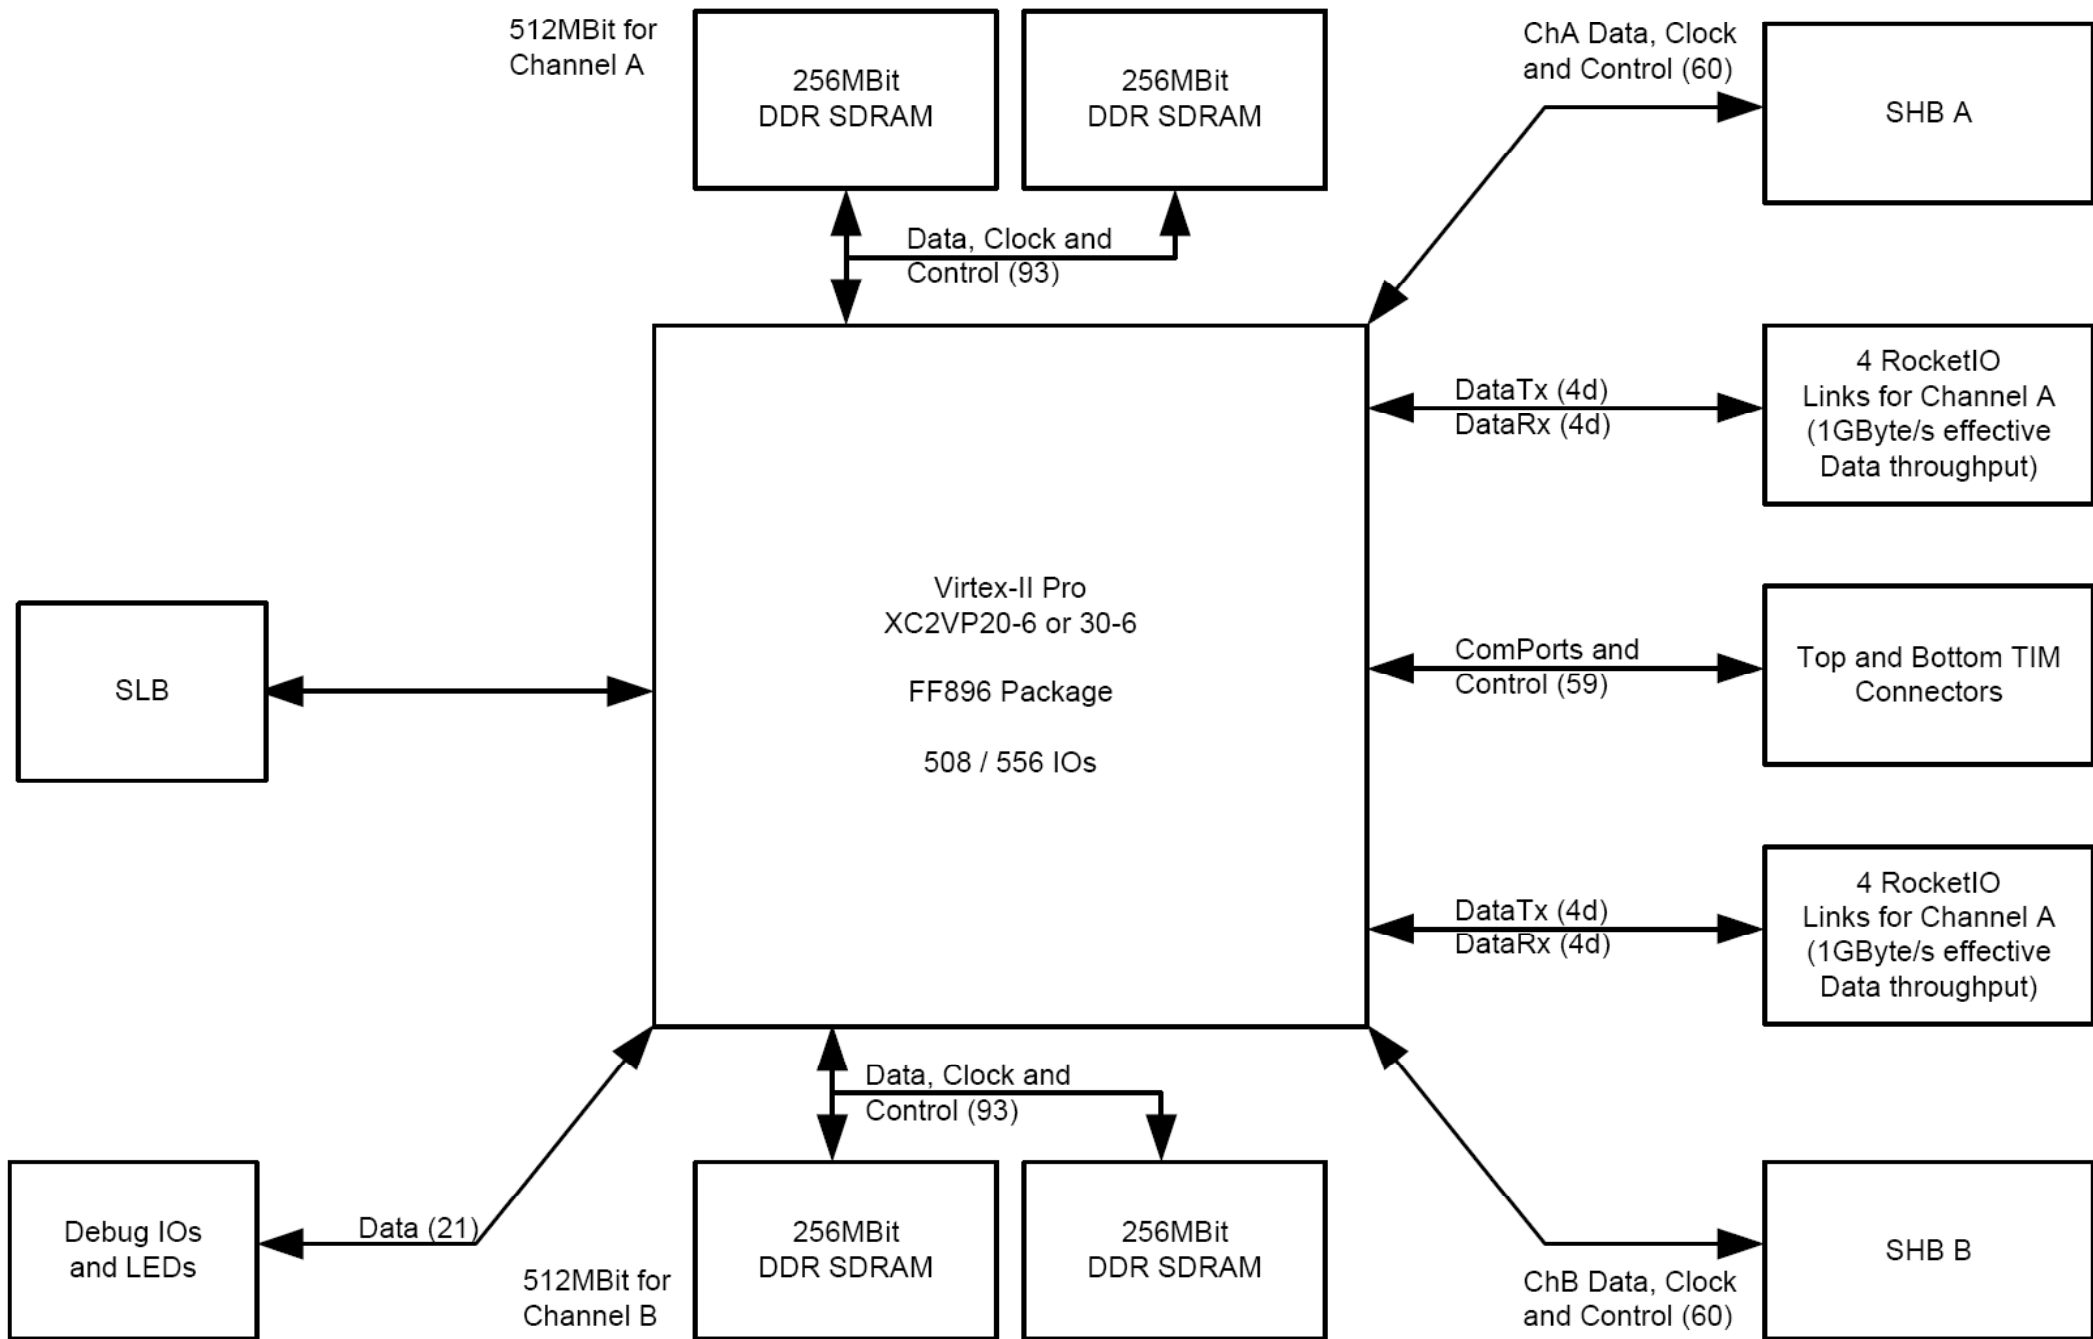 512MBit for
Channel A
256MBit
DDR SDRAM
256MBit
DDR SDRAM
ChA Data, Clock
and Control (60)
SHB A
Data, Clock and
Control (93)
4 RocketIO
Links for Channel A
(1GByte/s effective
Data throughput)
DataTx (4d)
DataRx (4d)
Virtex-II Pro
XC2VP20-6 or 30-6
FF896 Package
508 / 556 IOs
SLB
ComPorts and
Control (59)
Top and Bottom TIM
Connectors
DataTx (4d)
DataRx (4d)
4 RocketIO
Links for Channel A
(1GByte/s effective
Data throughput)
Data, Clock and
Control (93)
Debug IOs
and LEDs
Data (21)
512MBit for
Channel B
256MBit
DDR SDRAM
256MBit
DDR SDRAM
ChB Data, Clock
and Control (60)
SHB B